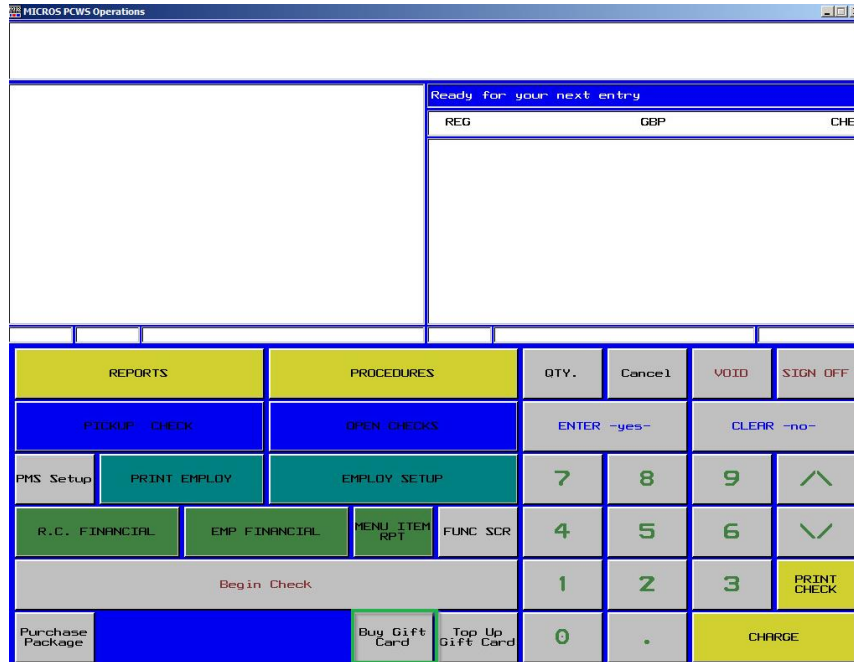 MICROS PCWS Operations
Ready for your next entry
REG GBP CHE
REPORTS PROCEDURES QTY. Cancel VOID SIGN OFF
PICKUP CHECK OPEN CHECKS ENTER -yes- CLEAR -no-
PMS Setup PRINT EMPLOY EMPLOY SETUP 7 8 9 /\
R.C. FINANCIAL EMP FINANCIAL MENU ITEM
RPT FUNC SCR 4 5 6 \/
Begin Check 1 2 3 PRINT
CHECK
Purchase
Package Buy Gift
Card Top Up
Gift Card 0 . CHARGE